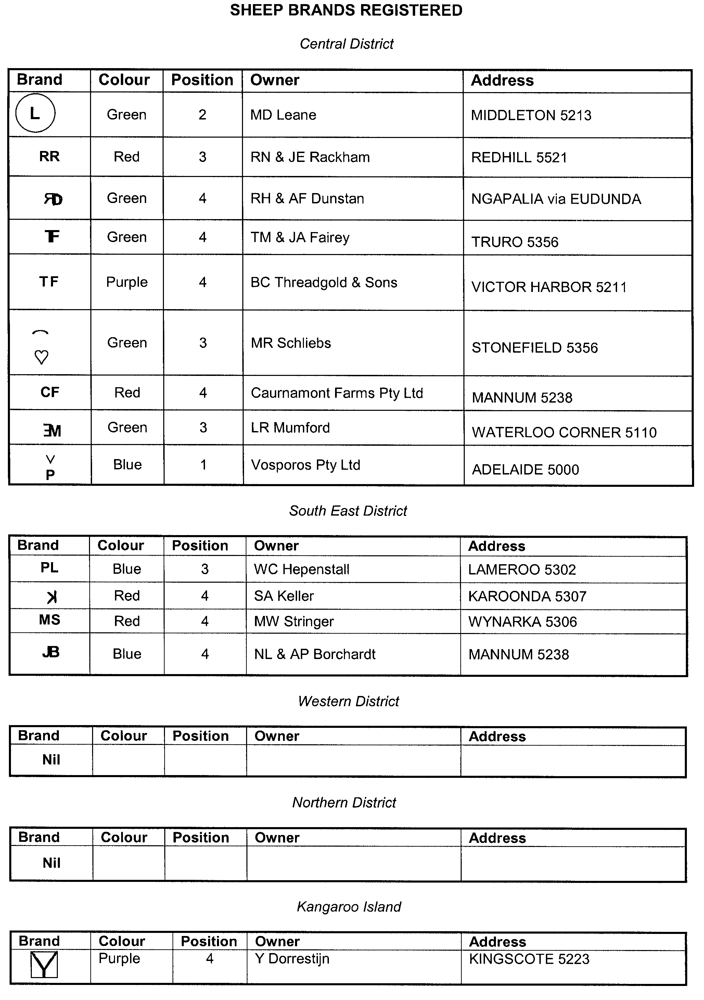 SHEEP BRANDS REGISTERED
Central District
Brand Colour Position Owner Address
L Green 2 MD Leane MIDDLETON 5213
RR Red 3 RN & JE Rackham REDHILL 5521
RD Green 4 RH & AF Dunstan NGAPALIA via EUDUNDA
TF Green 4 TM & JA Fairey TRURO 5356
TF Purple 4 BC Threadgold & Sons VICTOR HARBOR 5211
Green 3 MR Schliebs STONEFIELD 5356
CF Red 4 Caurnamont Farms Pty Ltd MANNUM 5238
EM Green 3 LR Mumford WATERLOO CORNER 5110
V
P Blue 1 Vosporos Pty Ltd ADELAIDE 5000
South East District
Brand Colour Position Owner Address
PL Blue 3 WC Hepenstall LAMEROO 5302
K Red 4 SA Keller KAROONDA 5307
MS Red 4 MW Stringer WYNARKA 5306
JB Blue 4 NL & AP Borchardt MANNUM 5238
Western District
Brand Colour Position Owner Address
Nil
Northern District
Brand Colour Position Owner Address
Nil
Kangaroo Island
Brand Colour Position Owner Address
Y Purple 4 Y Dorrestijn KINGSCOTE 5223